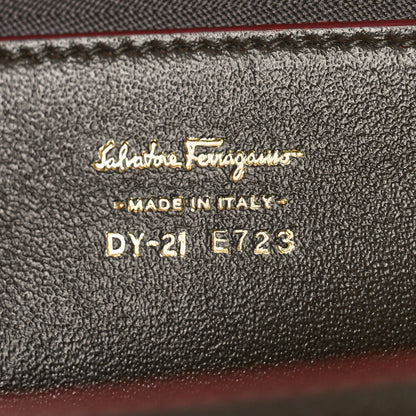 Salvatore Ferragamo
• MADE IN ITALY •
DY-21 E723